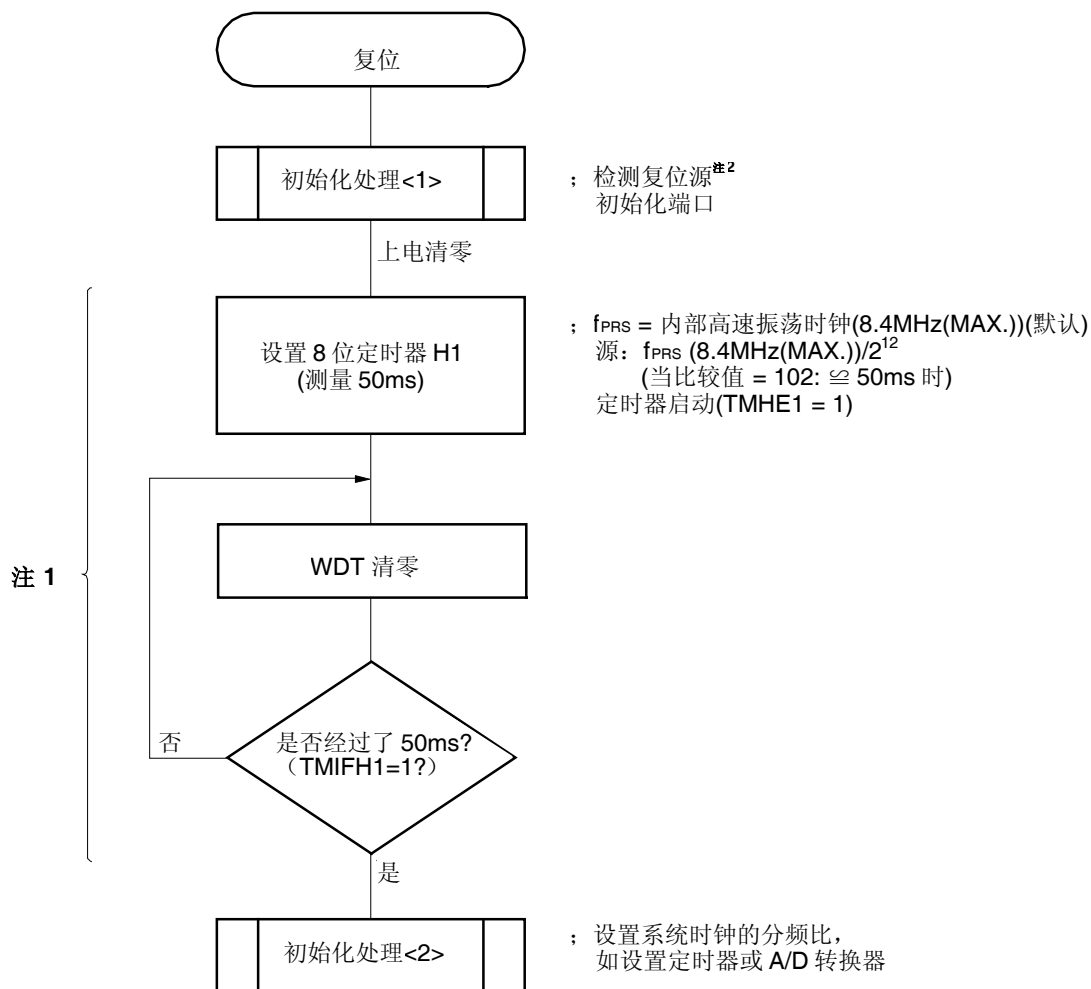 复位
初始化处理<1>
；检测复位源注2
初始化端口
上电清零
设置 8 位定时器 H1
(测量 50ms)
；fPRS = 内部高速振荡时钟(8.4MHz(MAX.))(默认)
源：fPRS (8.4MHz(MAX.))/2¹²
(当比较值 = 102: ≌ 50ms 时)
定时器启动(TMHE1 = 1)
注 1
WDT 清零
是否经过了 50ms?
（TMIFH1=1?）
否
是
初始化处理<2>
；设置系统时钟的分频比，
如设置定时器或 A/D 转换器